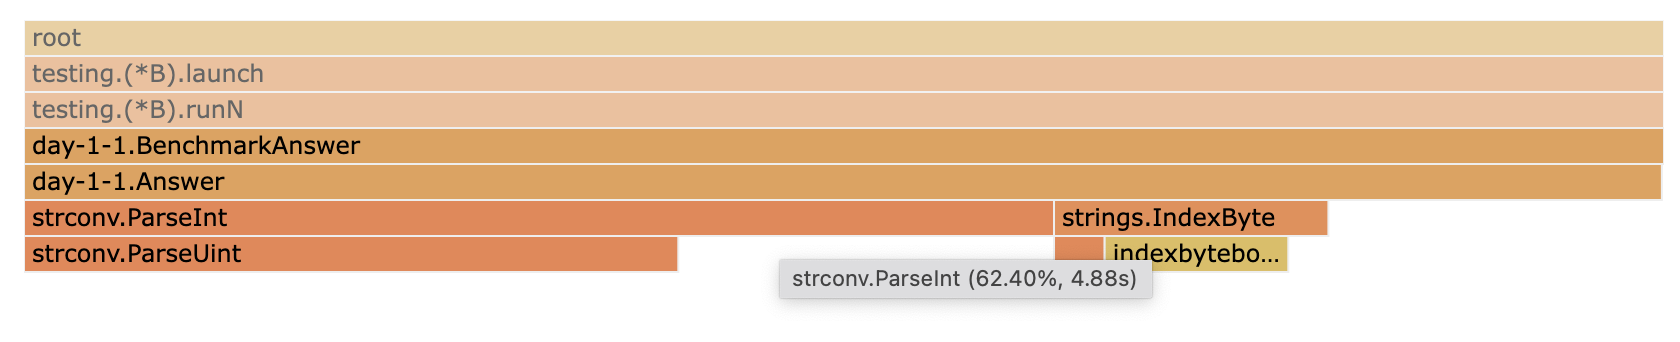 root
testing.(*B).launch
testing.(*B).runN
day-1-1.BenchmarkAnswer
day-1-1.Answer
strconv.ParseInt strings.IndexByte
strconv.ParseUint indexbytebo...
strconv.ParseInt (62.40%, 4.88s)